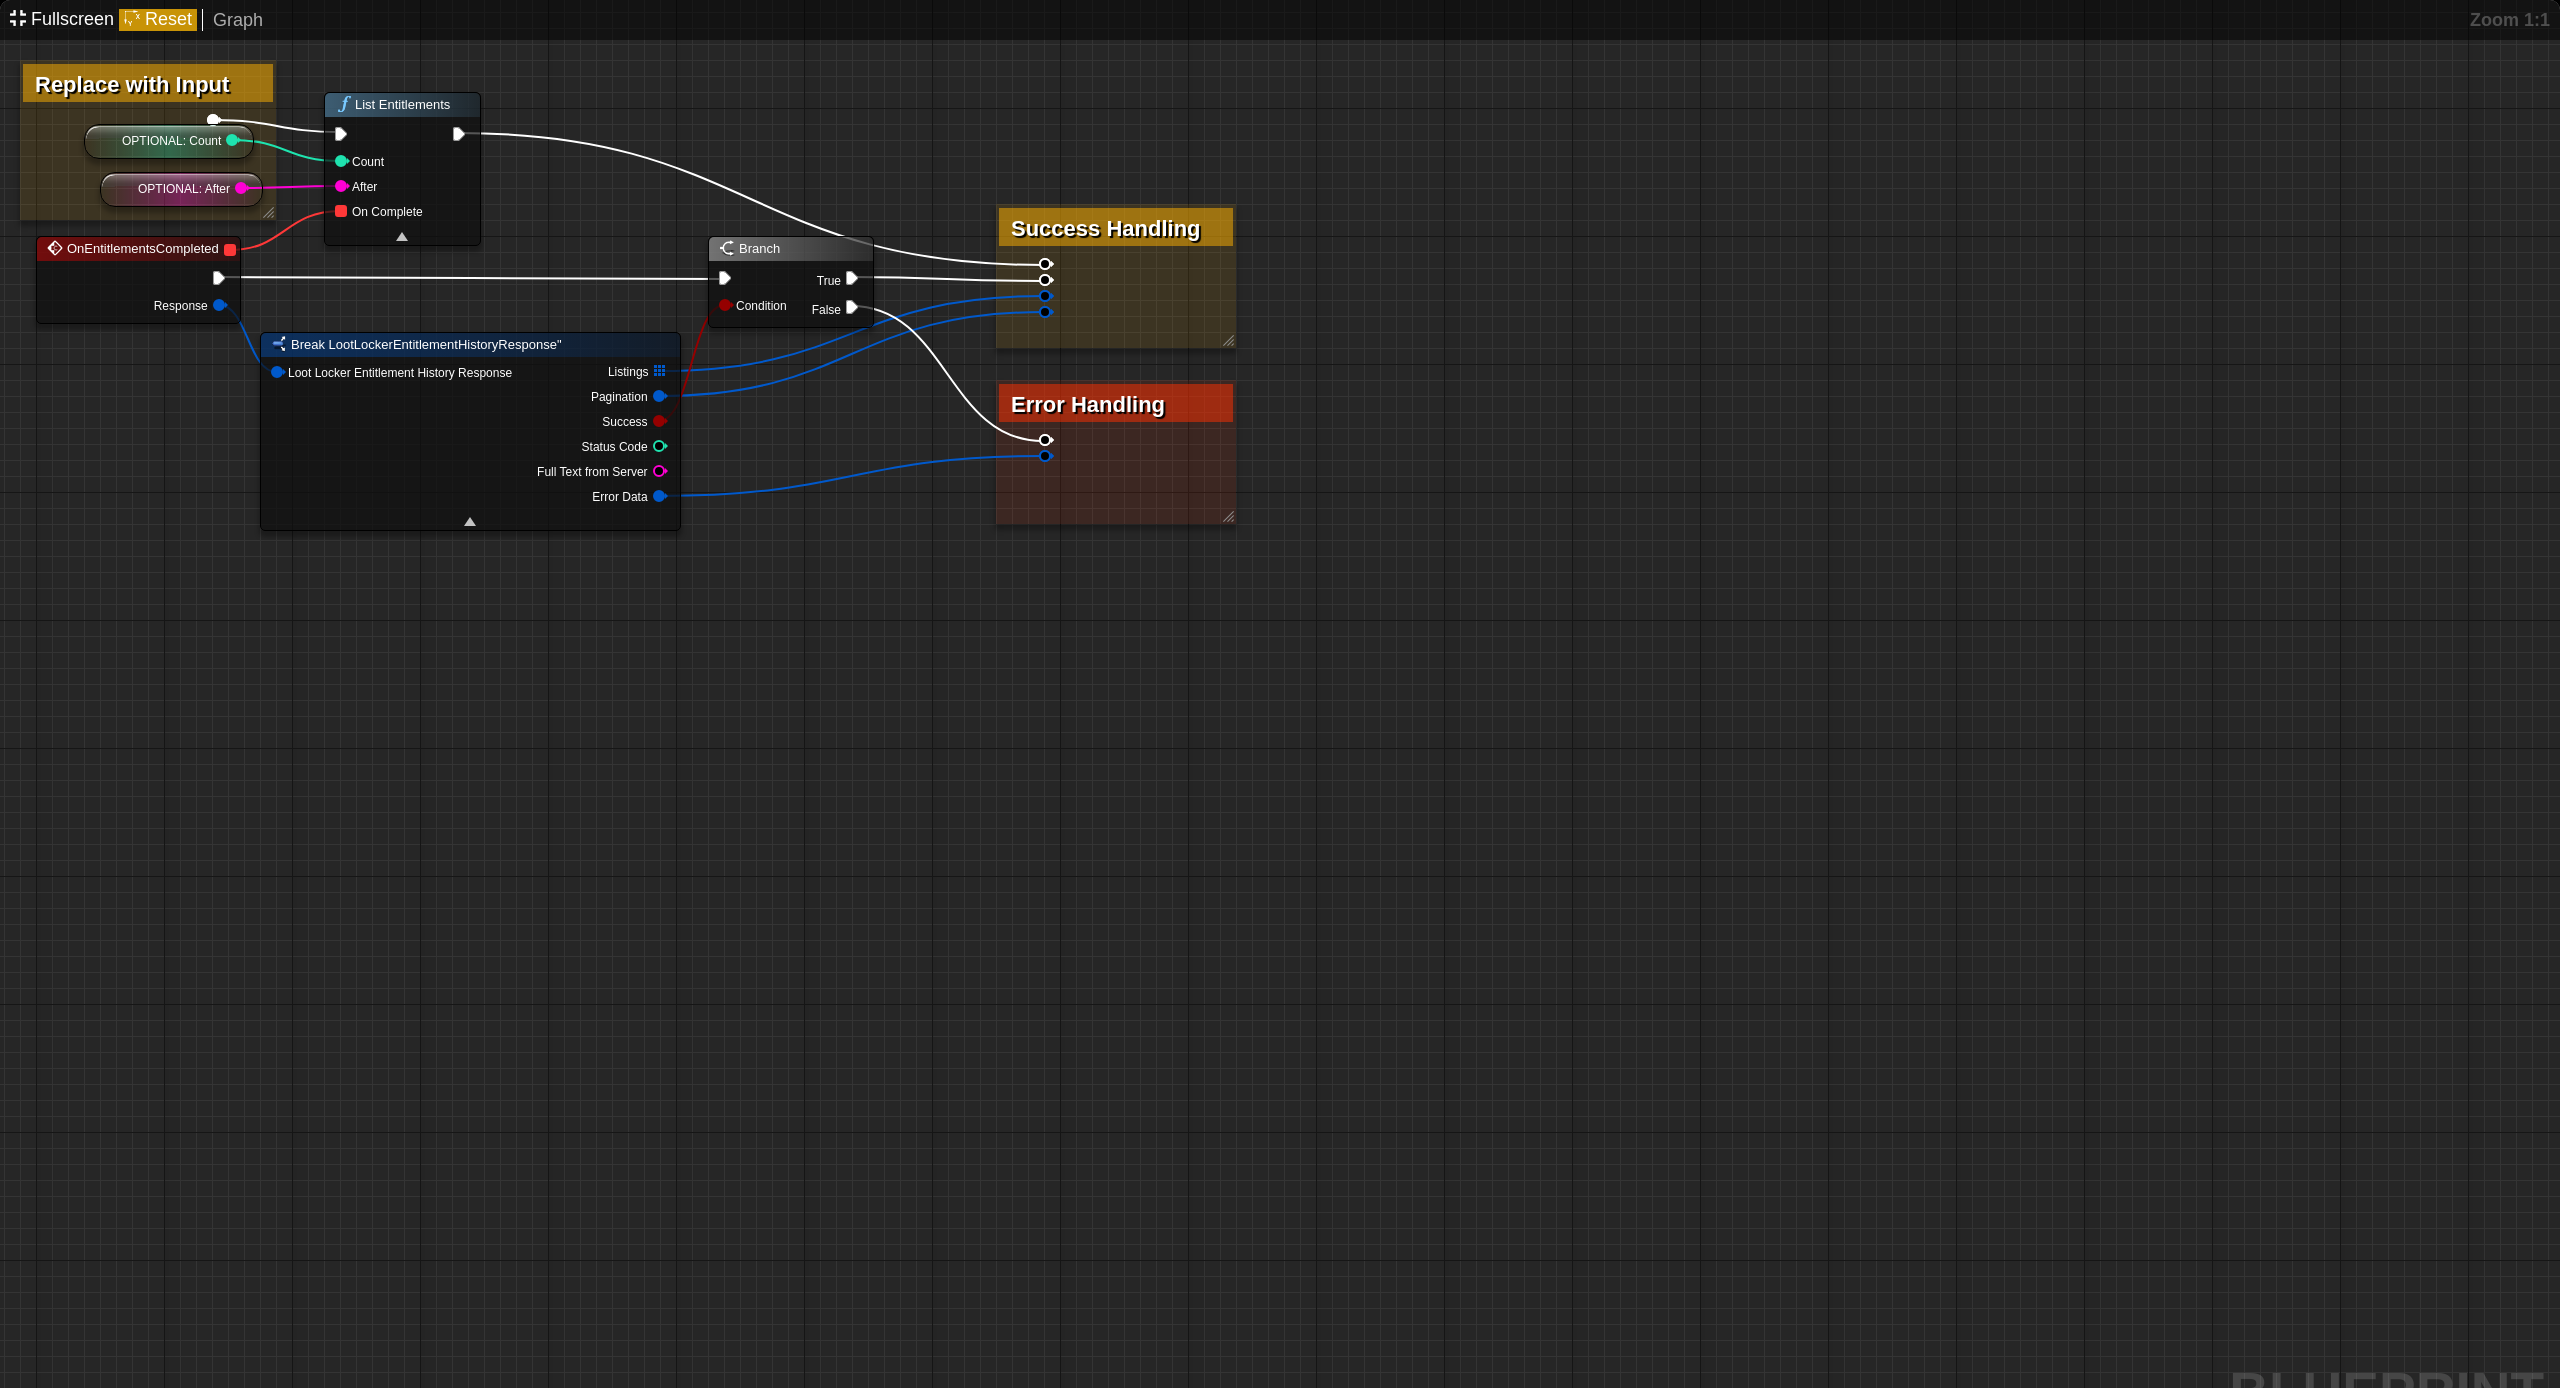 Fullscreen Reset Graph Zoom 1:1
Replace with Input
OPTIONAL: Count
OPTIONAL: After
List Entitlements
Count
After
On Complete
OnEntitlementsCompleted
Response
Branch
True
Condition
False
Break LootLockerEntitlementHistoryResponse"
Loot Locker Entitlement History Response
Listings
Pagination
Success
Status Code
Full Text from Server
Error Data
Success Handling
Error Handling
BLUEPRINT